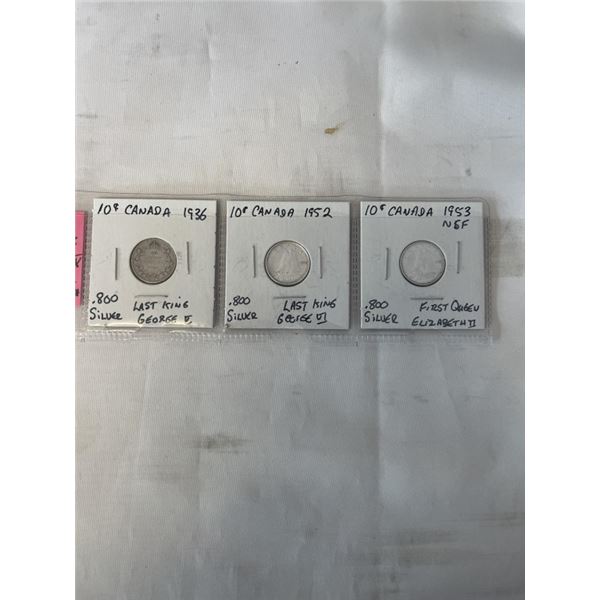 10¢ CANADA 1936
.800
SILVER
LAST KING
GEORGE V
10¢ CANADA 1952
.800
SILVER
LAST KING
GEORGE VI
10¢ CANADA 1953
NSF
.800
SILVER
FIRST QUEEN
ELIZABETH II